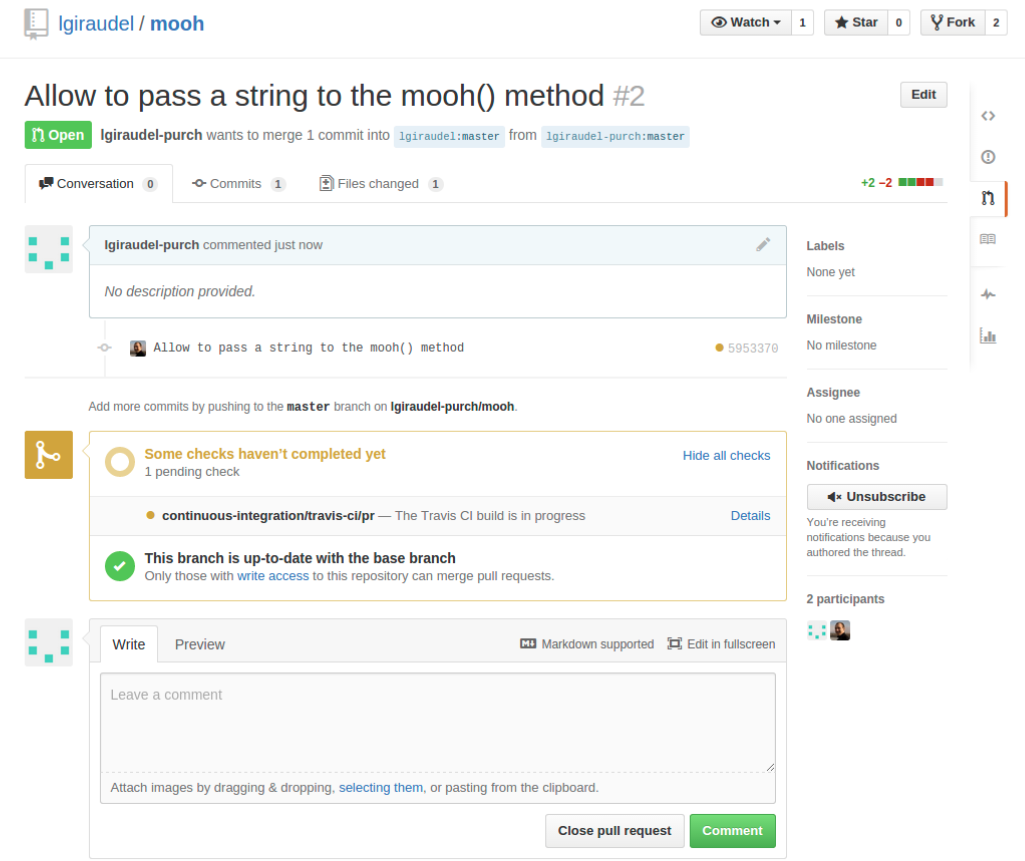 lgiraudel / mooh
Watch 1 Star 0 Fork 2
Allow to pass a string to the mooh() method #2
Edit
Open lgiraudel-purch wants to merge 1 commit into lgiraudel:master from lgiraudel-purch:master
Conversation 0 Commits 1 Files changed 1 +2 −2
lgiraudel-purch commented just now
No description provided.
Allow to pass a string to the mooh() method 5953370
Add more commits by pushing to the master branch on lgiraudel-purch/mooh.
Some checks haven't completed yet
1 pending check
Hide all checks
continuous-integration/travis-ci/pr — The Travis CI build is in progress Details
This branch is up-to-date with the base branch
Only those with write access to this repository can merge pull requests.
Write Preview Markdown supported Edit in fullscreen
Leave a comment
Attach images by dragging & dropping, selecting them, or pasting from the clipboard.
Close pull request Comment
Labels
None yet
Milestone
No milestone
Assignee
No one assigned
Notifications
Unsubscribe
You're receiving
notifications because you
authored the thread.
2 participants